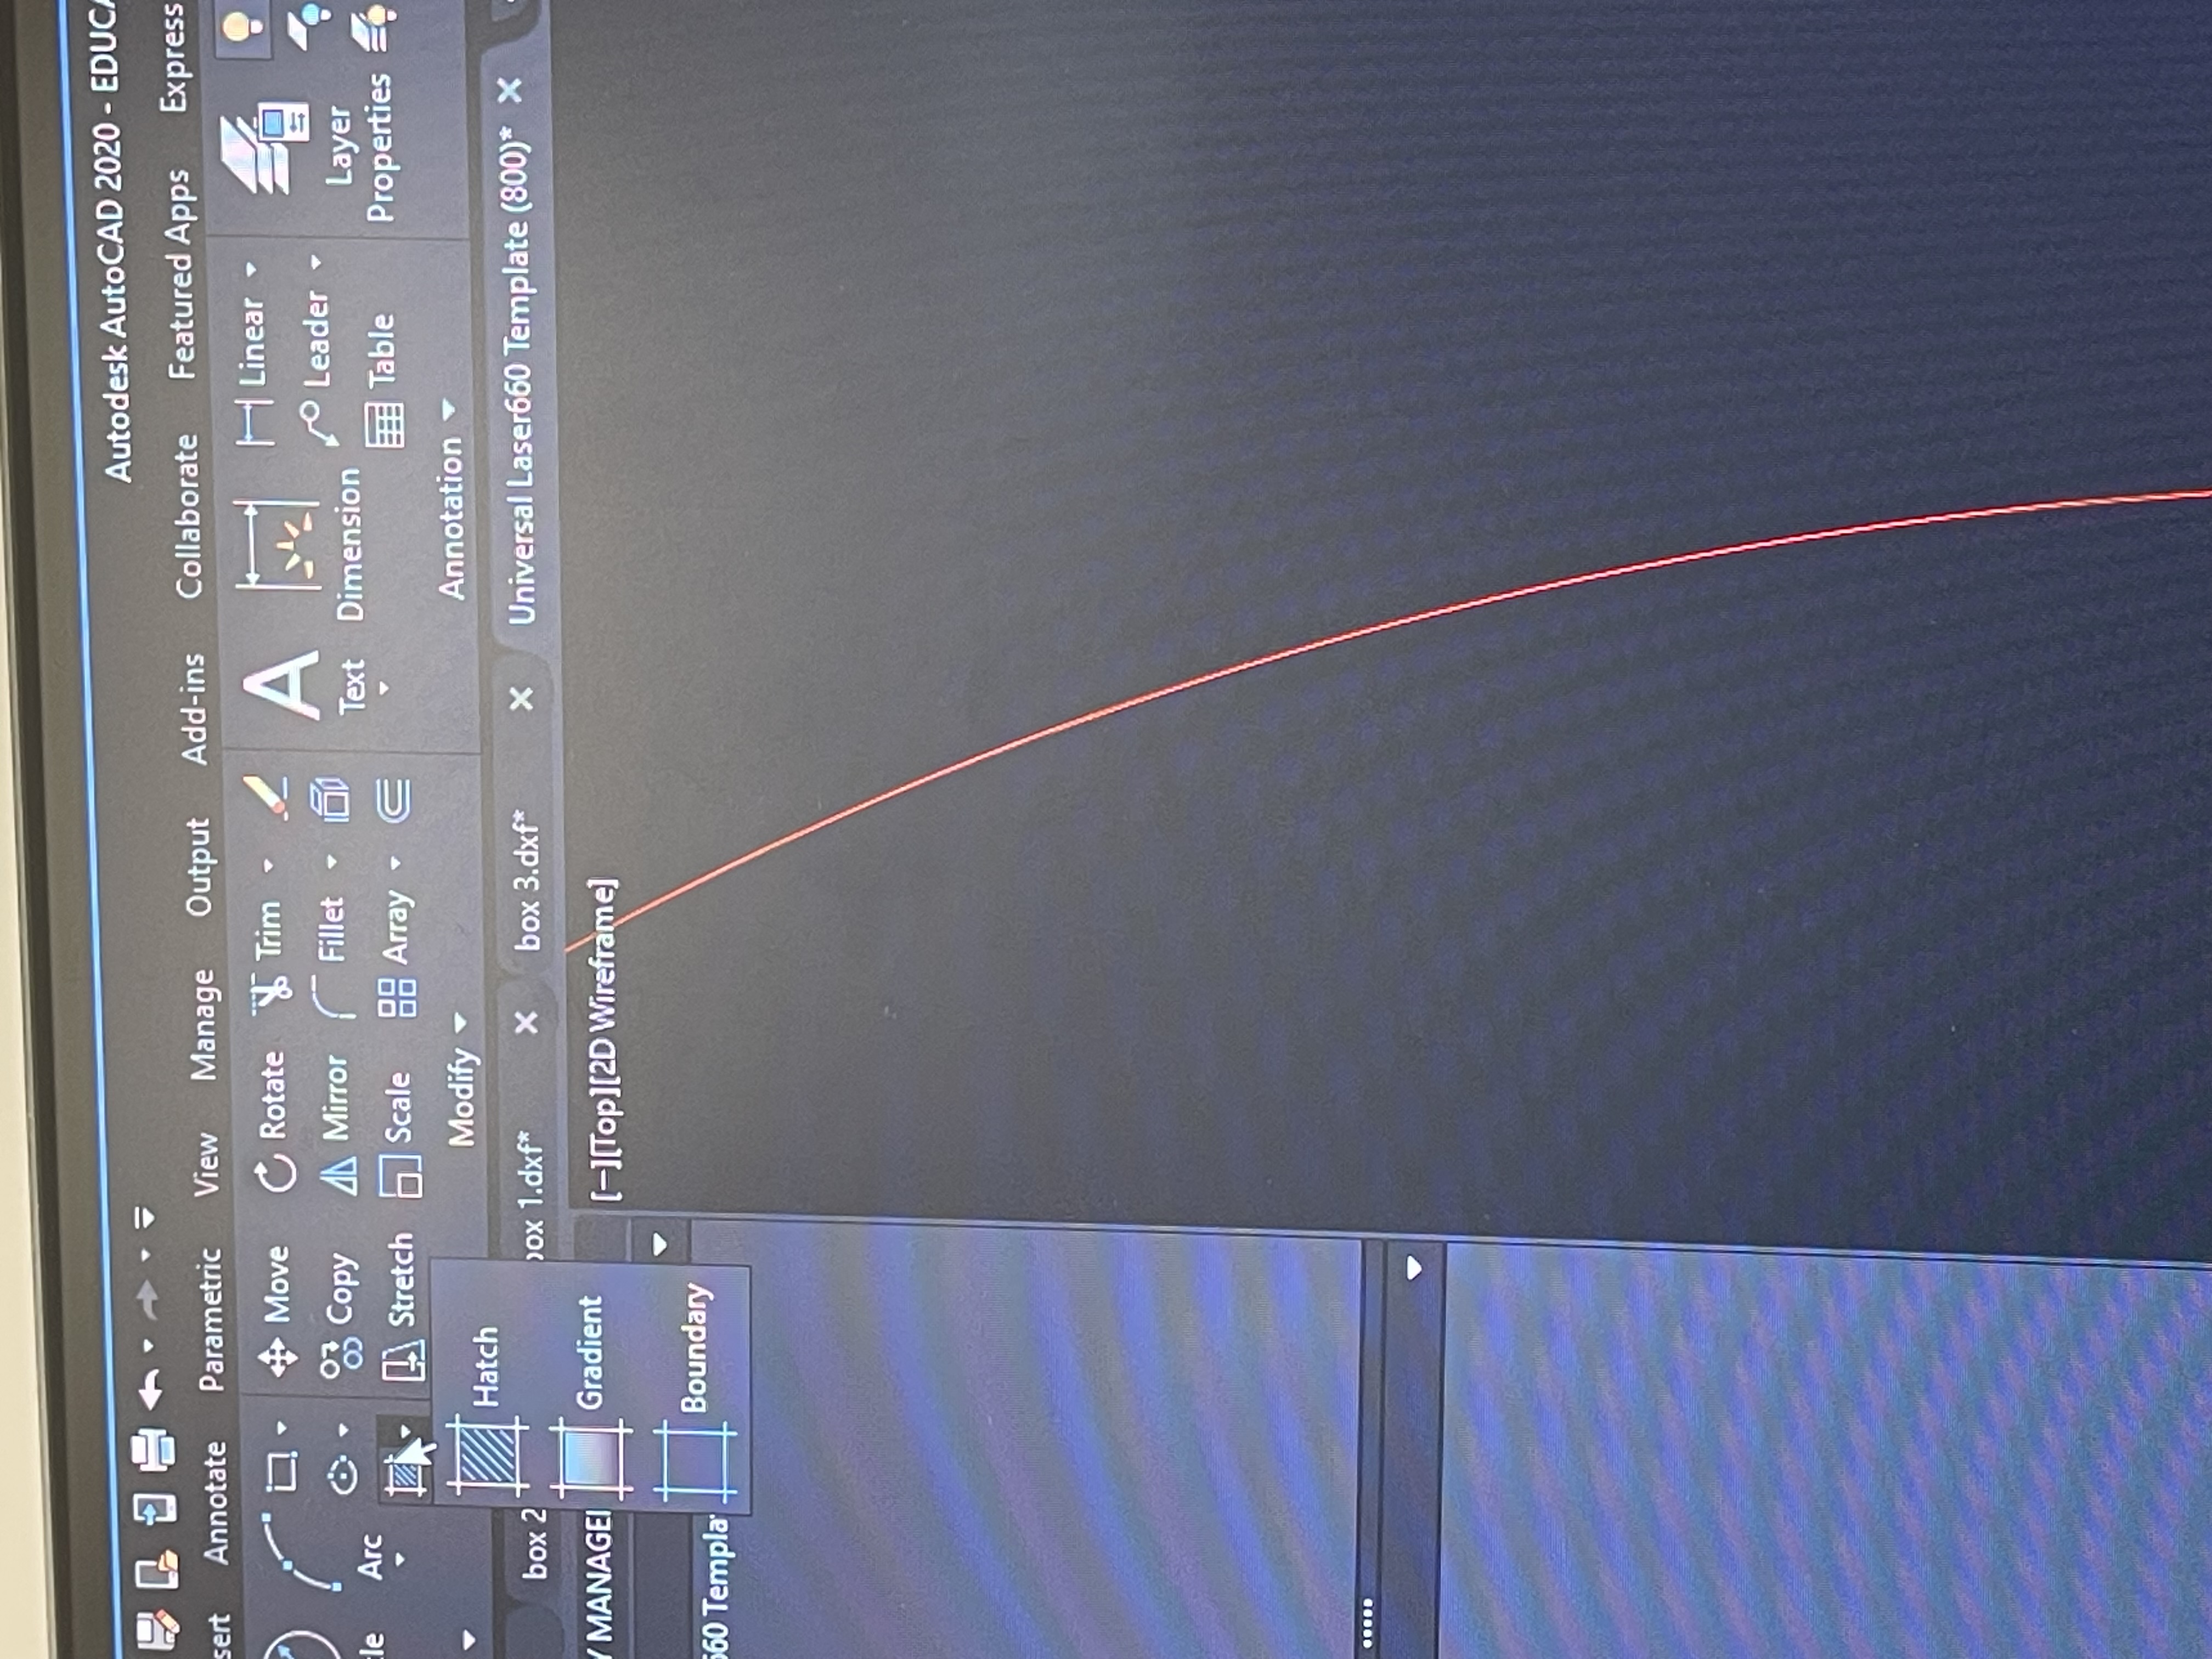 Autodesk AutoCAD 2020 - EDUCA
sert Annotate Parametric View Manage Output Add-ins Collaborate Featured Apps Express
Move Rotate Trim
Copy Mirror Fillet
Stretch Scale Array
le Arc
Modify
Text Dimension
Linear
Leader
Table
Annotation
Layer
Properties
Hatch
Gradient
Boundary
box 2 box 1.dxf* box 3.dxf* Universal Laser660 Template (800)*
Y MANAGE
[−][Top][2D Wireframe]
660 Templa